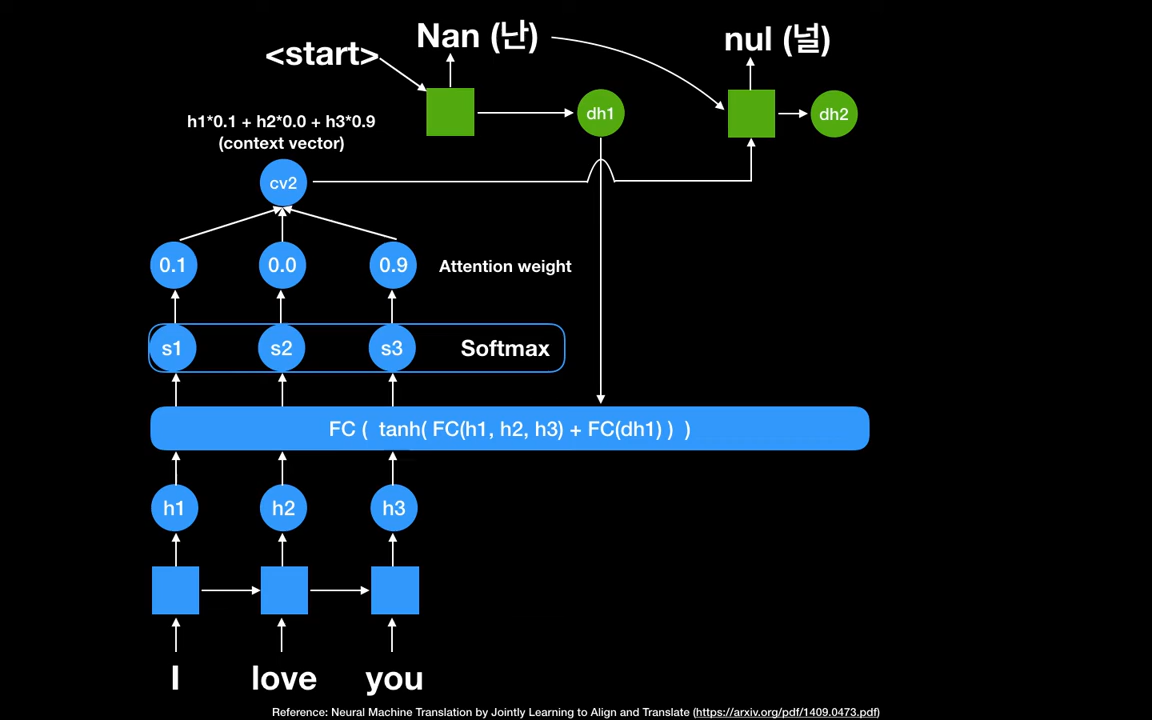 <start>
Nan (난)
nul (널)
h1*0.1 + h2*0.0 + h3*0.9
(context vector)
dh1
dh2
cv2
0.1
0.0
0.9
Attention weight
s1
s2
s3
Softmax
FC ( tanh( FC(h1, h2, h3) + FC(dh1) ) )
h1
h2
h3
I
love
you
Reference: Neural Machine Translation by Jointly Learning to Align and Translate (https://arxiv.org/pdf/1409.0473.pdf)